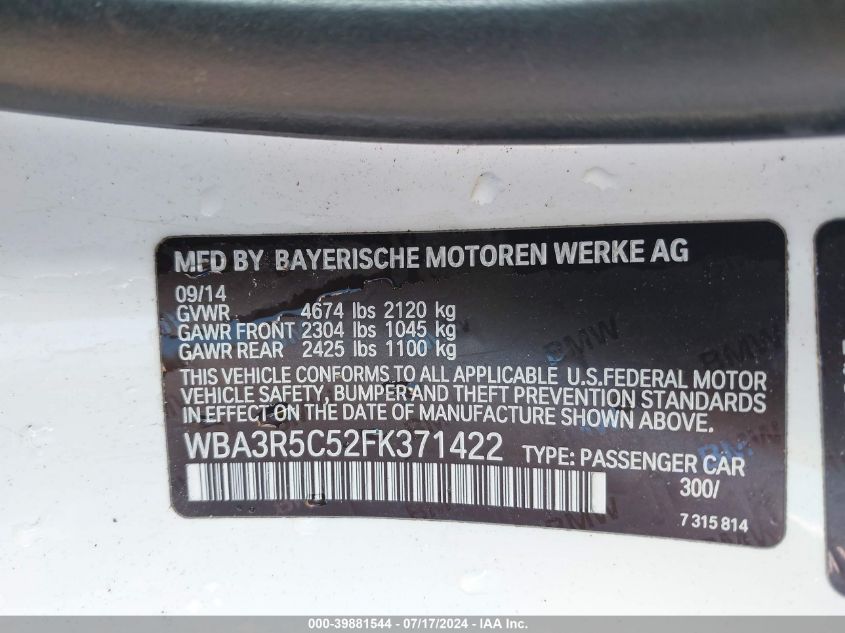 MFD BY BAYERISCHE MOTOREN WERKE AG
09/14
GVWR 4674 lbs 2120 kg
GAWR FRONT 2304 lbs 1045 kg
GAWR REAR 2425 lbs 1100 kg
THIS VEHICLE CONFORMS TO ALL APPLICABLE U.S.FEDERAL MOTOR
VEHICLE SAFETY, BUMPER AND THEFT PREVENTION STANDARDS
IN EFFECT ON THE DATE OF MANUFACTURE SHOWN ABOVE.
WBA3R5C52FK371422 TYPE: PASSENGER CAR
300/
7 315 814
BMW
000-39881544 / 07/17/2024 - ©IAA, Inc.